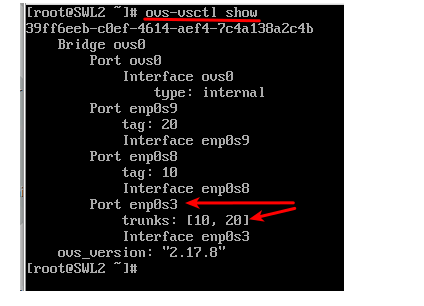 [root@SWL2 ~]# ovs-vsctl show
39ff6eeb-c0ef-4614-aef4-7c4a138a2c4b
Bridge ovs0
Port ovs0
Interface ovs0
type: internal
Port enp0s9
tag: 20
Interface enp0s9
Port enp0s8
tag: 10
Interface enp0s8
Port enp0s3
trunks: [10, 20]
Interface enp0s3
ovs_version: "2.17.8"
[root@SWL2 ~]#